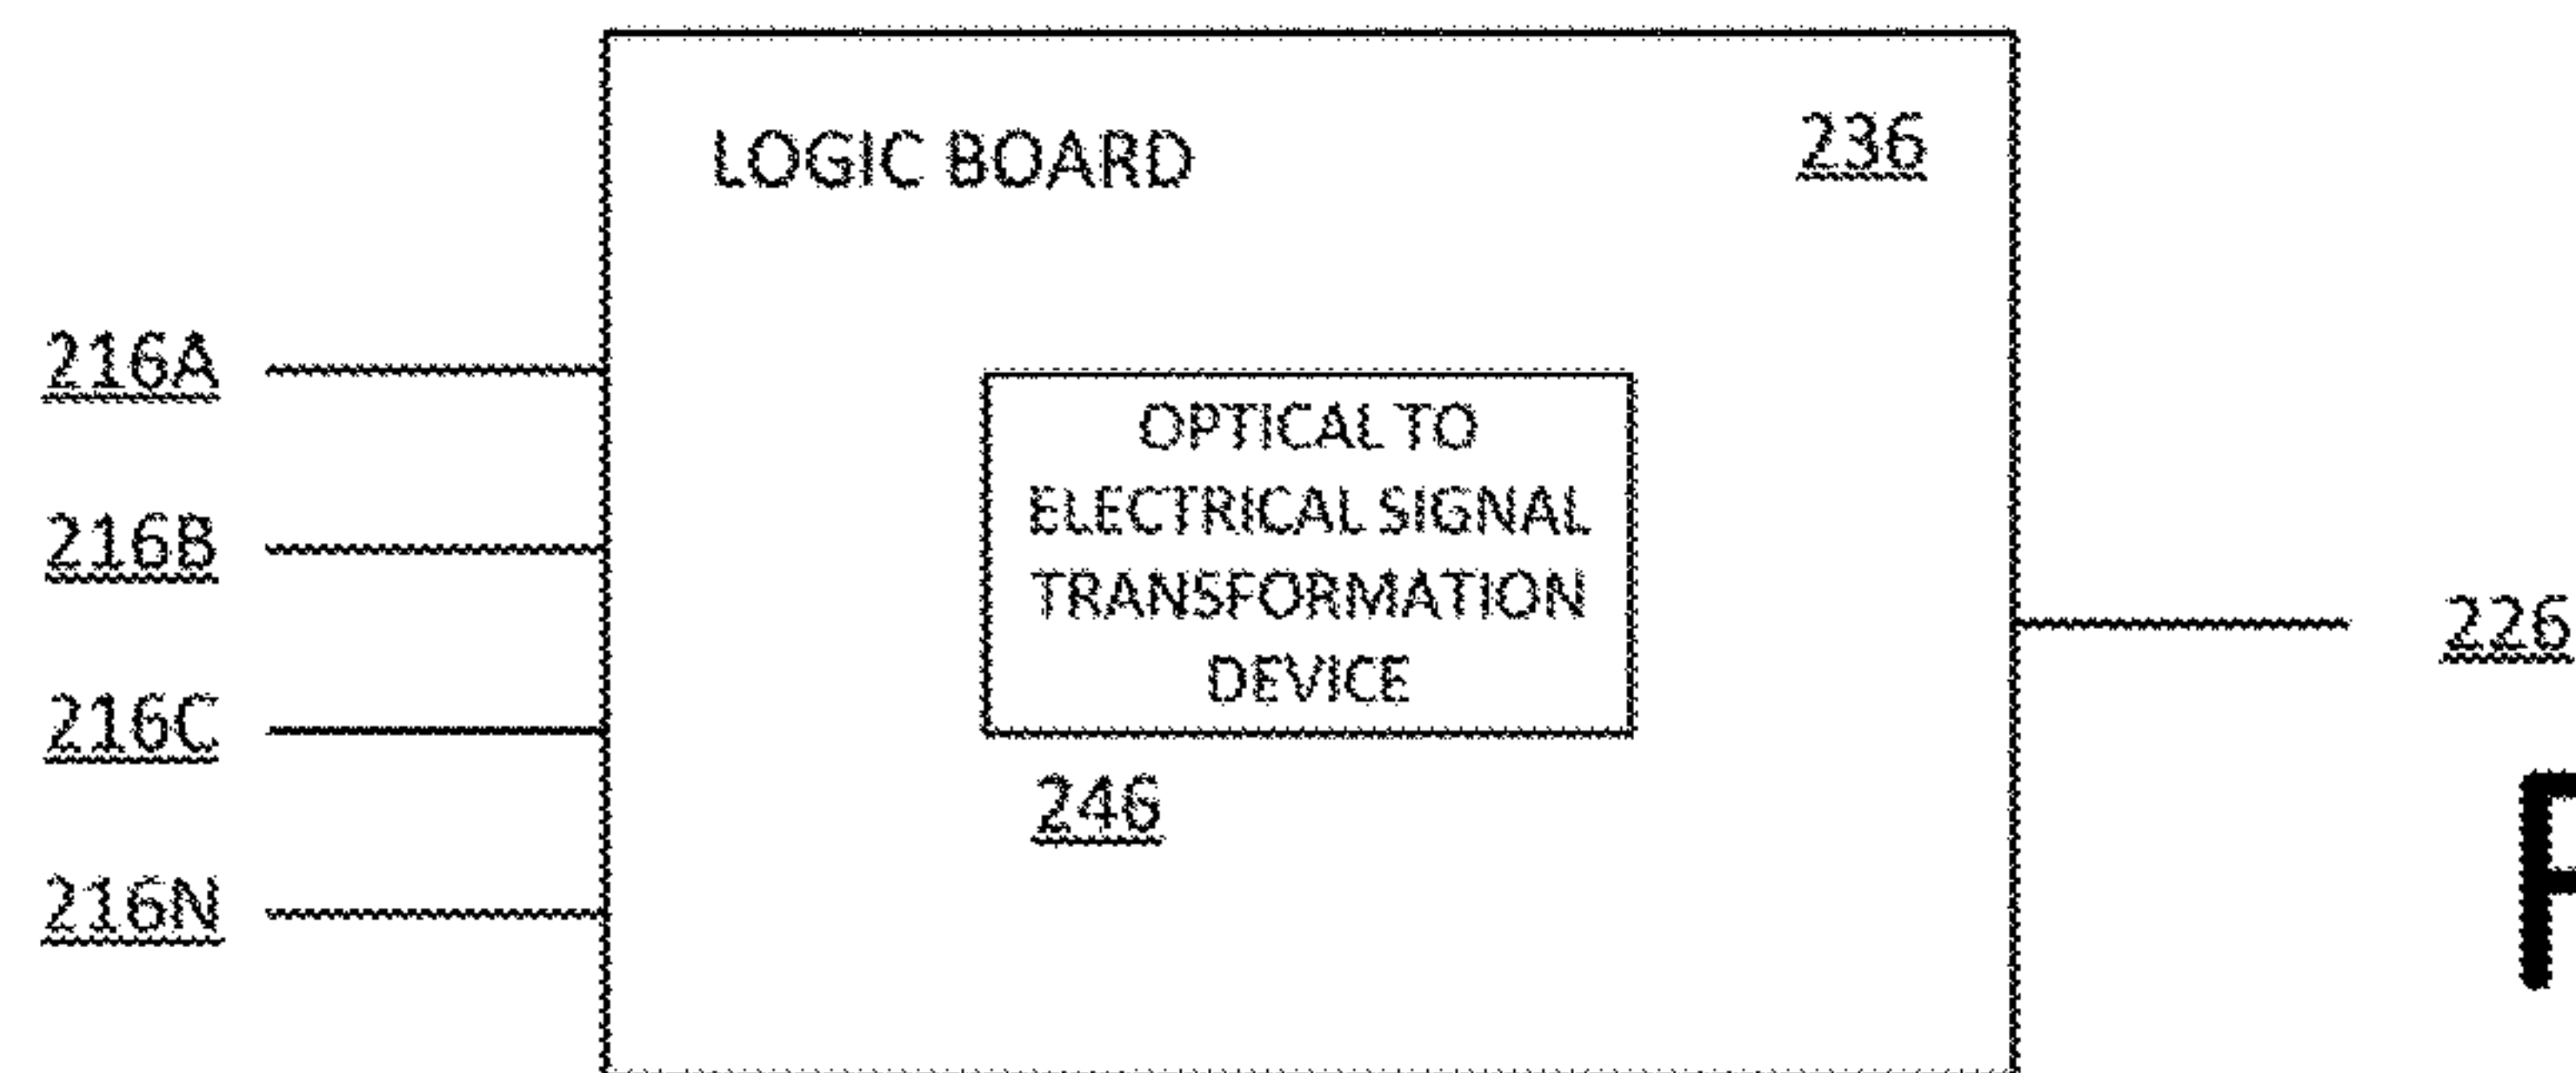 LOGIC BOARD
236
216A
216B
216C
216N
OPTICAL TO
ELECTRICAL SIGNAL
TRANSFORMATION
DEVICE
246
226